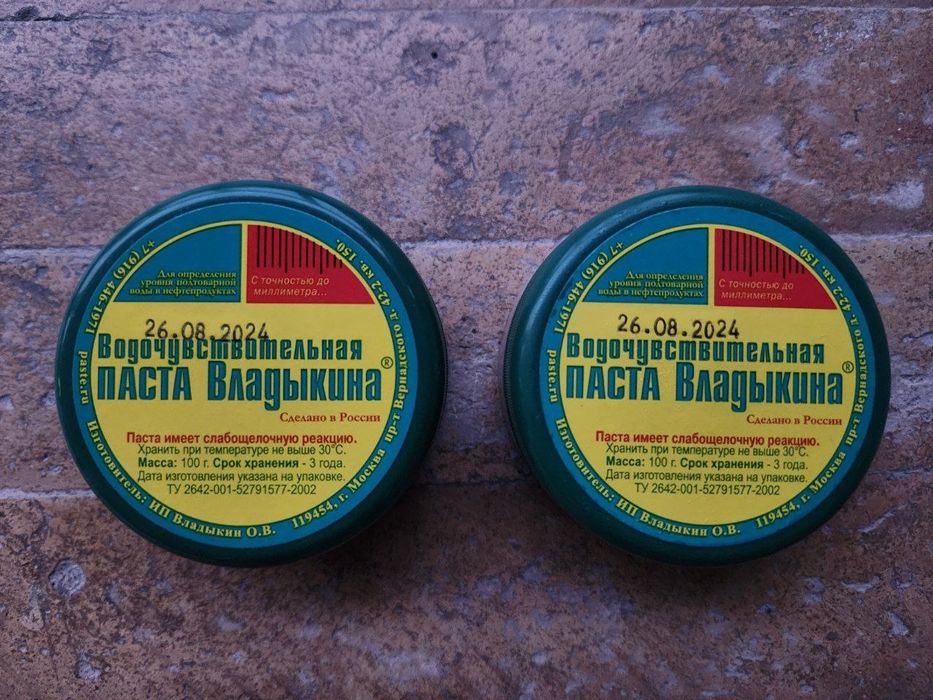 Для определения
уровня подтоварной
воды в нефтепродуктах
С точностью до
миллиметра...
26.08.2024
Водочувствительная
ПАСТА Владыкина®
Сделано в России
Паста имеет слабощелочную реакцию.
Хранить при температуре не выше 30°С.
Масса: 100 г. Срок хранения - 3 года.
Дата изготовления указана на упаковке.
ТУ 2642-001-52791577-2002
Изготовитель: ИП Владыкин О.В. 119454, г. Москва пр-т Вернадского д. 42-2 кв. 150.
paste.ru +7 (916) 446-1971
Для определения
уровня подтоварной
воды в нефтепродуктах
С точностью до
миллиметра...
26.08.2024
Водочувствительная
ПАСТА Владыкина®
Сделано в России
Паста имеет слабощелочную реакцию.
Хранить при температуре не выше 30°С.
Масса: 100 г. Срок хранения - 3 года.
Дата изготовления указана на упаковке.
ТУ 2642-001-52791577-2002
Изготовитель: ИП Владыкин О.В. 119454, г. Москва пр-т Вернадского д. 42-2 кв. 150.
paste.ru +7 (916) 446-1971